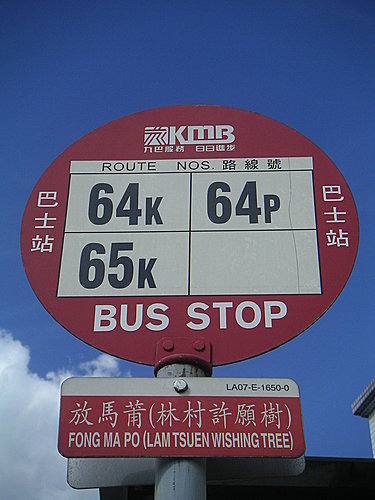 KMB
九巴服務 日日進步
ROUTE NOS. 路線號
巴士站
巴士站
64K
64P
65K
BUS STOP
LA07-E-1650-0
放馬莆(林村許願樹)
FONG MA PO (LAM TSUEN WISHING TREE)